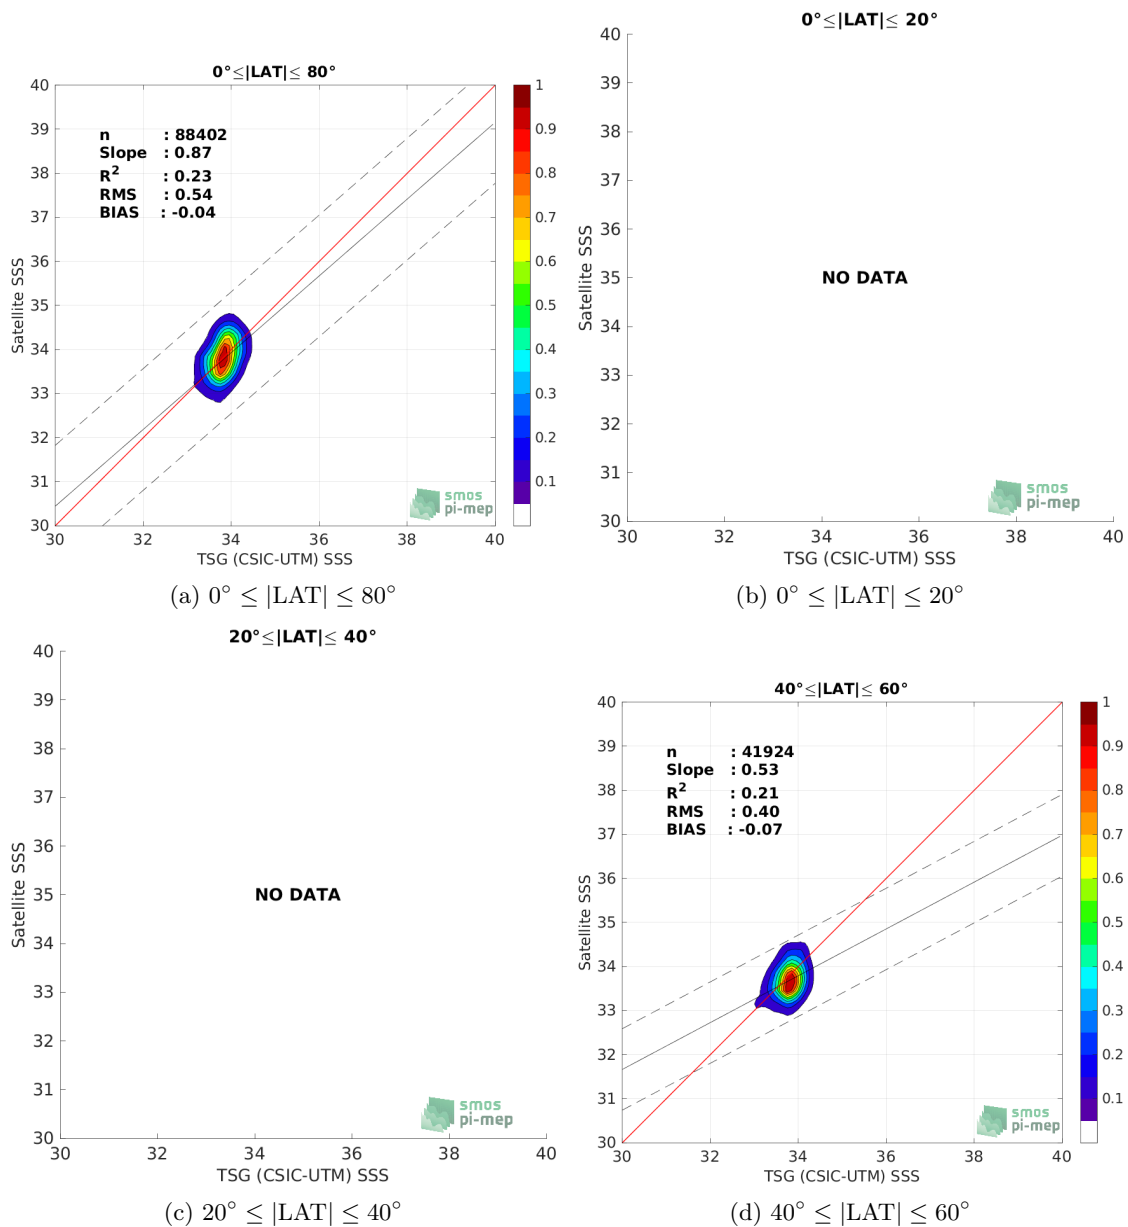 0°≤|LAT|≤ 80°
40
39
38
37
36
35
34
33
32
31
30
Satellite SSS
n : 88402
Slope : 0.87
R² : 0.23
RMS : 0.54
BIAS : -0.04
smos
pi-mep
30 32 34 36 38 40
TSG (CSIC-UTM) SSS
1
0.9
0.8
0.7
0.6
0.5
0.4
0.3
0.2
0.1
(a) 0° ≤ |LAT| ≤ 80°
0°≤|LAT|≤ 20°
40
39
38
37
36
35
34
33
32
31
30
Satellite SSS
NO DATA
smos
pi-mep
30 32 34 36 38 40
TSG (CSIC-UTM) SSS
(b) 0° ≤ |LAT| ≤ 20°
20°≤|LAT|≤ 40°
40
39
38
37
36
35
34
33
32
31
30
Satellite SSS
NO DATA
smos
pi-mep
30 32 34 36 38 40
TSG (CSIC-UTM) SSS
(c) 20° ≤ |LAT| ≤ 40°
40°≤|LAT|≤ 60°
40
39
38
37
36
35
34
33
32
31
30
Satellite SSS
n : 41924
Slope : 0.53
R² : 0.21
RMS : 0.40
BIAS : -0.07
smos
pi-mep
30 32 34 36 38 40
TSG (CSIC-UTM) SSS
1
0.9
0.8
0.7
0.6
0.5
0.4
0.3
0.2
0.1
(d) 40° ≤ |LAT| ≤ 60°